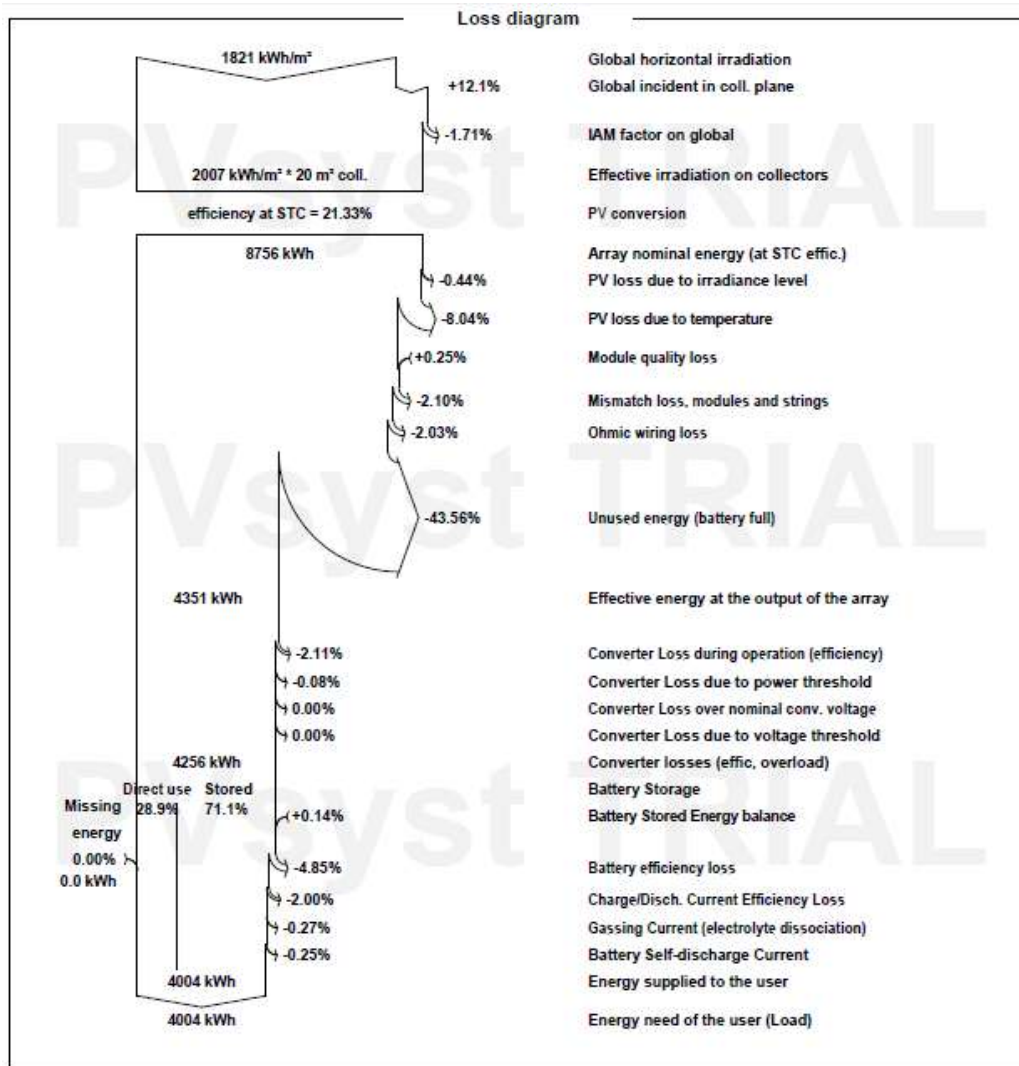 Loss diagram
1821 kWh/m² Global horizontal irradiation
+12.1% Global incident in coll. plane
-1.71% IAM factor on global
2007 kWh/m² * 20 m² coll. Effective irradiation on collectors
efficiency at STC = 21.33% PV conversion
8756 kWh Array nominal energy (at STC effic.)
-0.44% PV loss due to irradiance level
-8.04% PV loss due to temperature
+0.25% Module quality loss
-2.10% Mismatch loss, modules and strings
-2.03% Ohmic wiring loss
-43.56% Unused energy (battery full)
4351 kWh Effective energy at the output of the array
-2.11% Converter Loss during operation (efficiency)
-0.08% Converter Loss due to power threshold
0.00% Converter Loss over nominal conv. voltage
0.00% Converter Loss due to voltage threshold
4256 kWh Converter losses (effic, overload)
Direct use Stored Battery Storage
Missing 28.9% 71.1% +0.14% Battery Stored Energy balance
energy
0.00% -4.85% Battery efficiency loss
0.0 kWh
-2.00% Charge/Disch. Current Efficiency Loss
-0.27% Gassing Current (electrolyte dissociation)
-0.25% Battery Self-discharge Current
4004 kWh Energy supplied to the user
4004 kWh Energy need of the user (Load)
PVsyst TRIAL
PVsyst TRIAL
PVsyst TRIAL